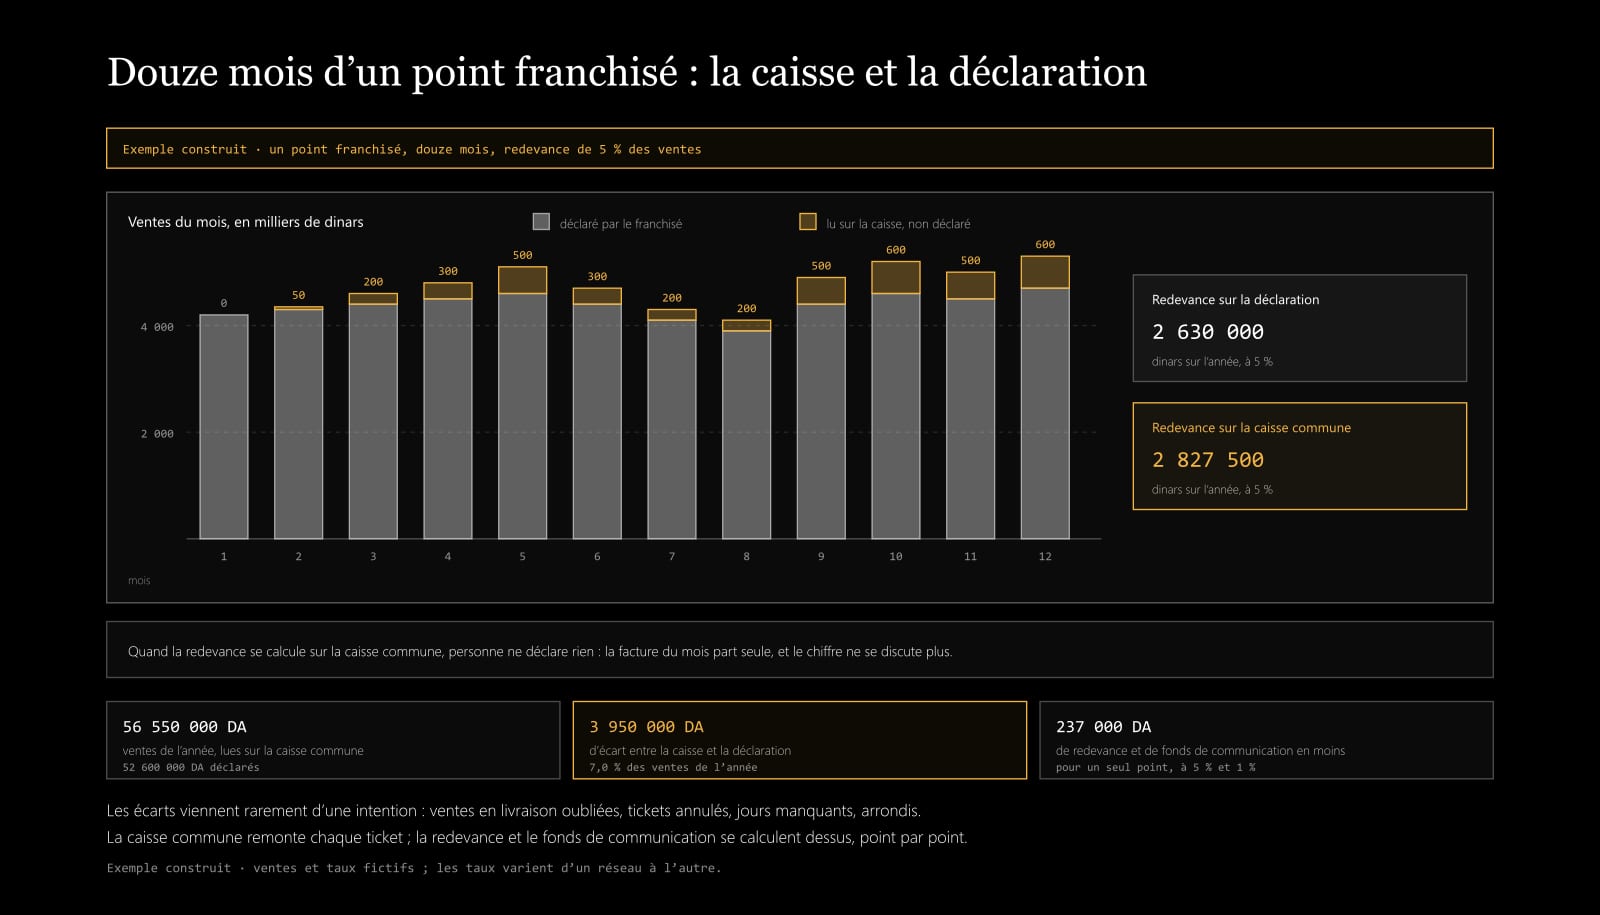 Douze mois d’un point franchisé : la caisse et la déclaration
Exemple construit · un point franchisé, douze mois, redevance de 5 % des ventes
Ventes du mois, en milliers de dinars
déclaré par le franchisé
lu sur la caisse, non déclaré
0
50
200
300
500
300
200
200
500
600
500
600
4 000
2 000
1
2
3
4
5
6
7
8
9
10
11
12
mois
Redevance sur la déclaration
2 630 000
dinars sur l’année, à 5 %
Redevance sur la caisse commune
2 827 500
dinars sur l’année, à 5 %
Quand la redevance se calcule sur la caisse commune, personne ne déclare rien : la facture du mois part seule, et le chiffre ne se discute plus.
56 550 000 DA
ventes de l’année, lues sur la caisse commune
52 600 000 DA déclarés
3 950 000 DA
d’écart entre la caisse et la déclaration
7,0 % des ventes de l’année
237 000 DA
de redevance et de fonds de communication en moins
pour un seul point, à 5 % et 1 %
Les écarts viennent rarement d’une intention : ventes en livraison oubliées, tickets annulés, jours manquants, arrondis.
La caisse commune remonte chaque ticket ; la redevance et le fonds de communication se calculent dessus, point par point.
Exemple construit · ventes et taux fictifs ; les taux varient d’un réseau à l’autre.